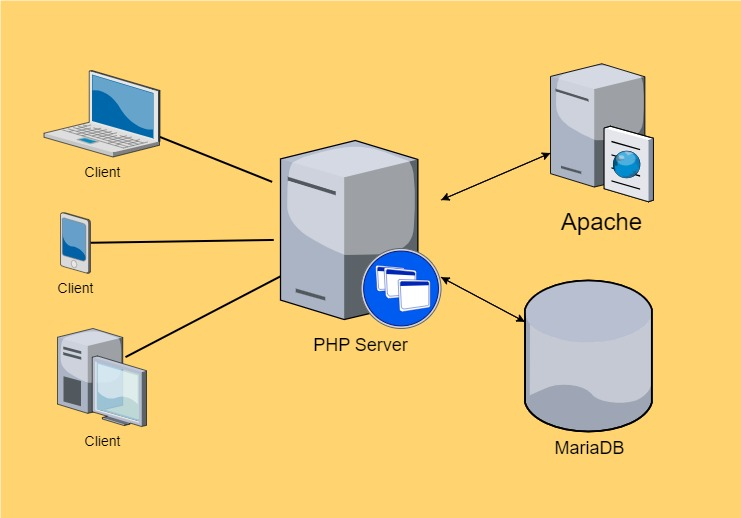 Client
Client
Client
PHP Server
Apache
MariaDB